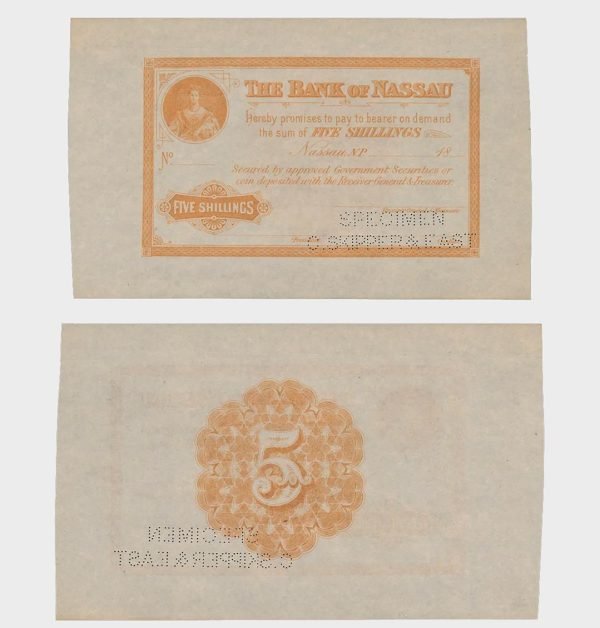 THE BANK OF NASSAU
Hereby promises to pay to bearer on demand
the sum of FIVE SHILLINGS
Nassau, N.P. 18
No
Secured by approved Government Securities or
coin deposited with the Receiver General & Treasurer.
FIVE SHILLINGS
SPECIMEN
C. SKIPPER & EAST
5
SPECIMEN
C. SKIPPER & EAST